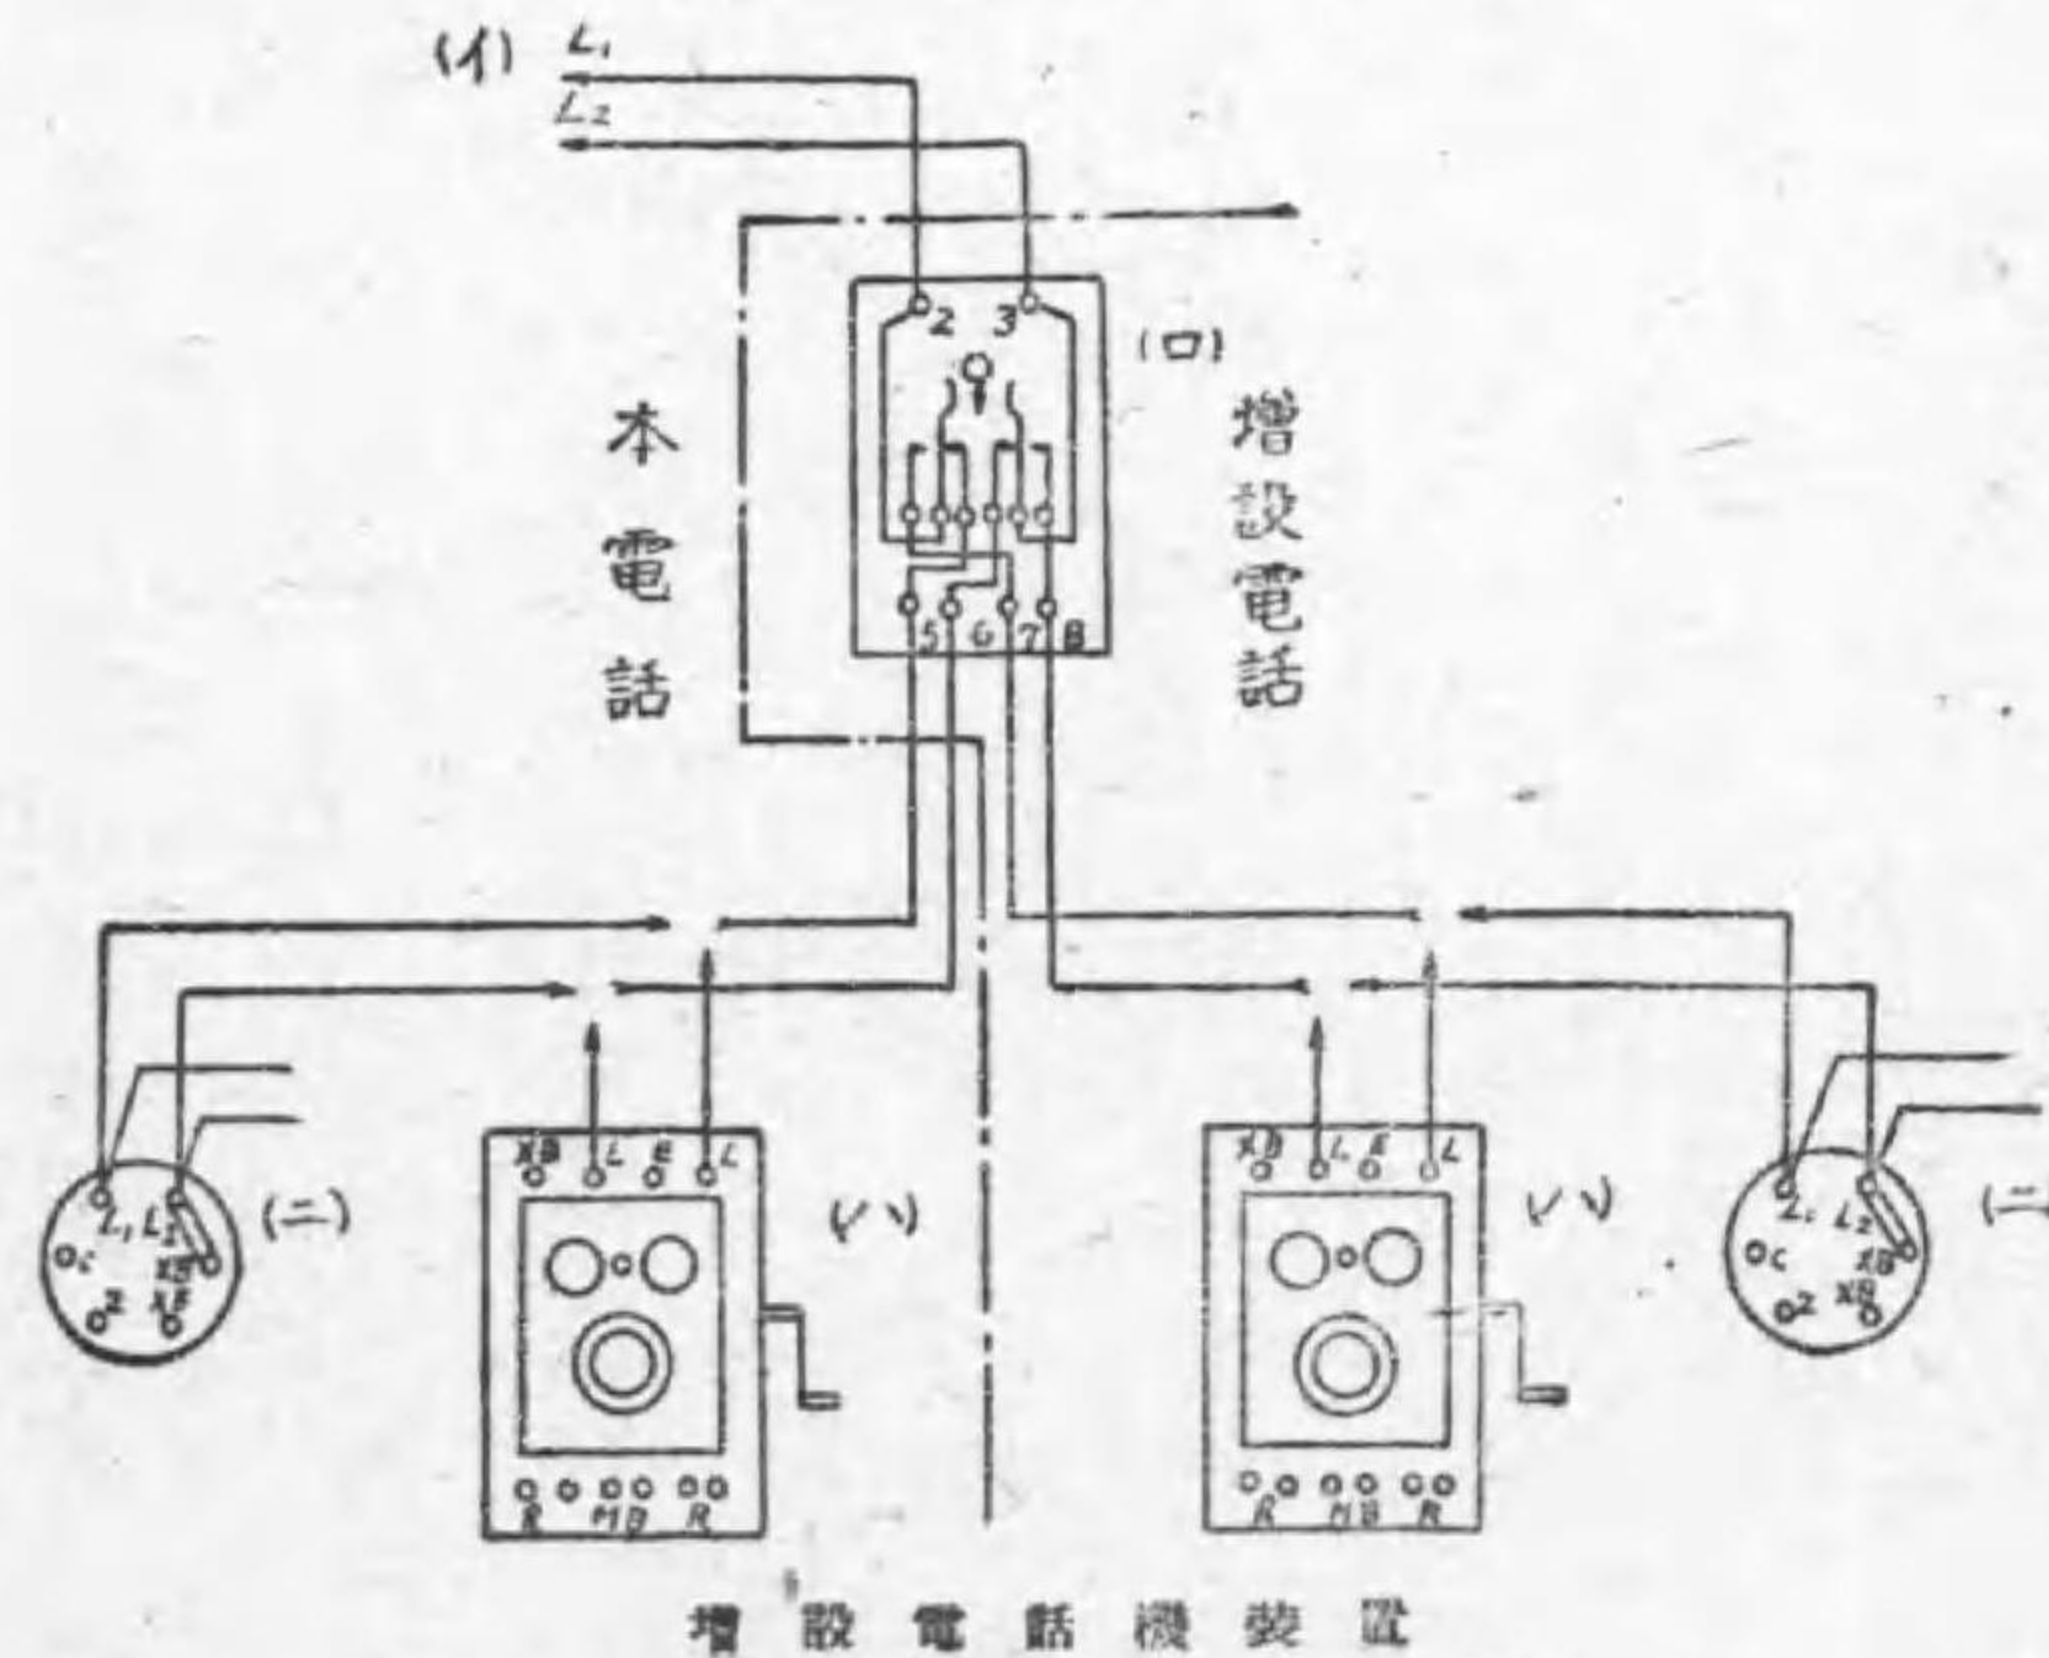 (イ) L₁
L₂
2 3
(ロ)
本電話
増設電話
5 6 7 8
XB L E L
XB L E L
(ニ)
(ハ)
(ハ)
(ニ
L₁ L₂
C XB
Z XB
L₁ L₂
C XB
Z XB
R MB R
R MB R
増設電話機装置